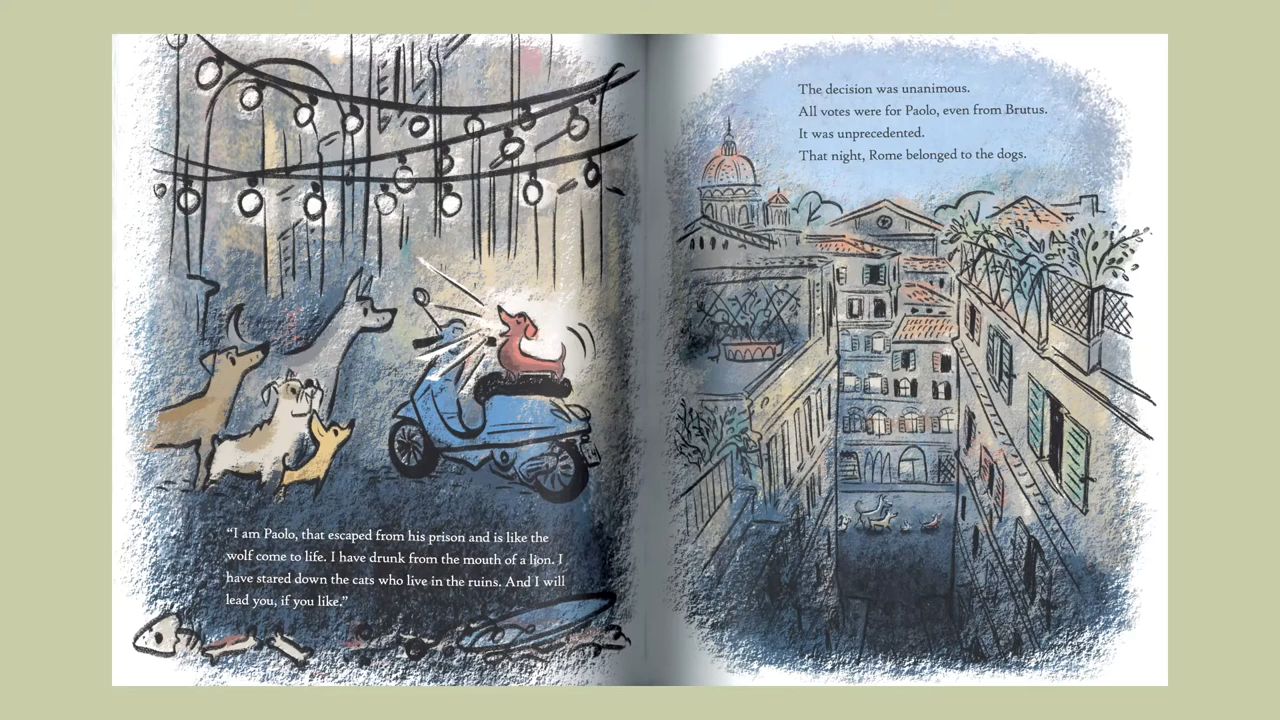 “I am Paolo, that escaped from his prison and is like the
wolf come to life. I have drunk from the mouth of a lion. I
have stared down the cats who live in the ruins. And I will
lead you, if you like.”
The decision was unanimous.
All votes were for Paolo, even from Brutus.
It was unprecedented.
That night, Rome belonged to the dogs.